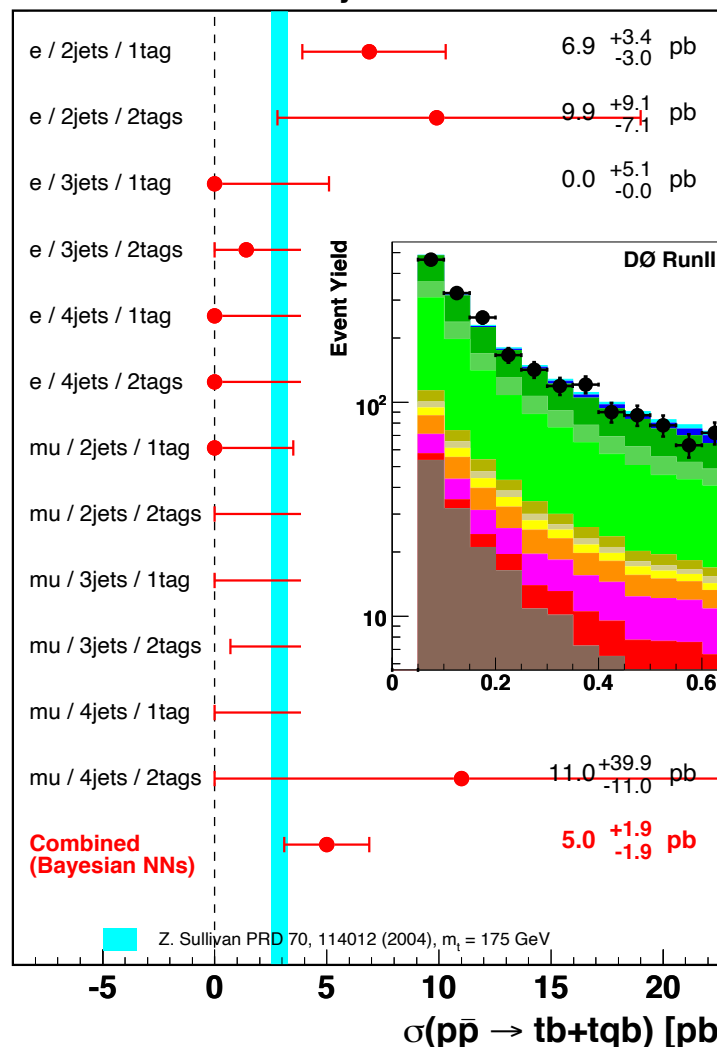 e / 2jets / 1tag 6.9 +3.4 -3.0 pb
e / 2jets / 2tags 9.9 +9.1 -7.1 pb
e / 3jets / 1tag 0.0 +5.1 -0.0 pb
e / 3jets / 2tags
e / 4jets / 1tag
e / 4jets / 2tags
mu / 2jets / 1tag
mu / 2jets / 2tags
mu / 3jets / 1tag
mu / 3jets / 2tags
mu / 4jets / 1tag
mu / 4jets / 2tags 11.0 +39.9 -11.0 pb
Combined 5.0 +1.9 -1.9 pb
(Bayesian NNs)
Event Yield
DØ RunII
10²
10
0 0.2 0.4 0.6
Z. Sullivan PRD 70, 114012 (2004), mₜ = 175 GeV
-5 0 5 10 15 20
σ(pp̄ → tb+tqb) [pb